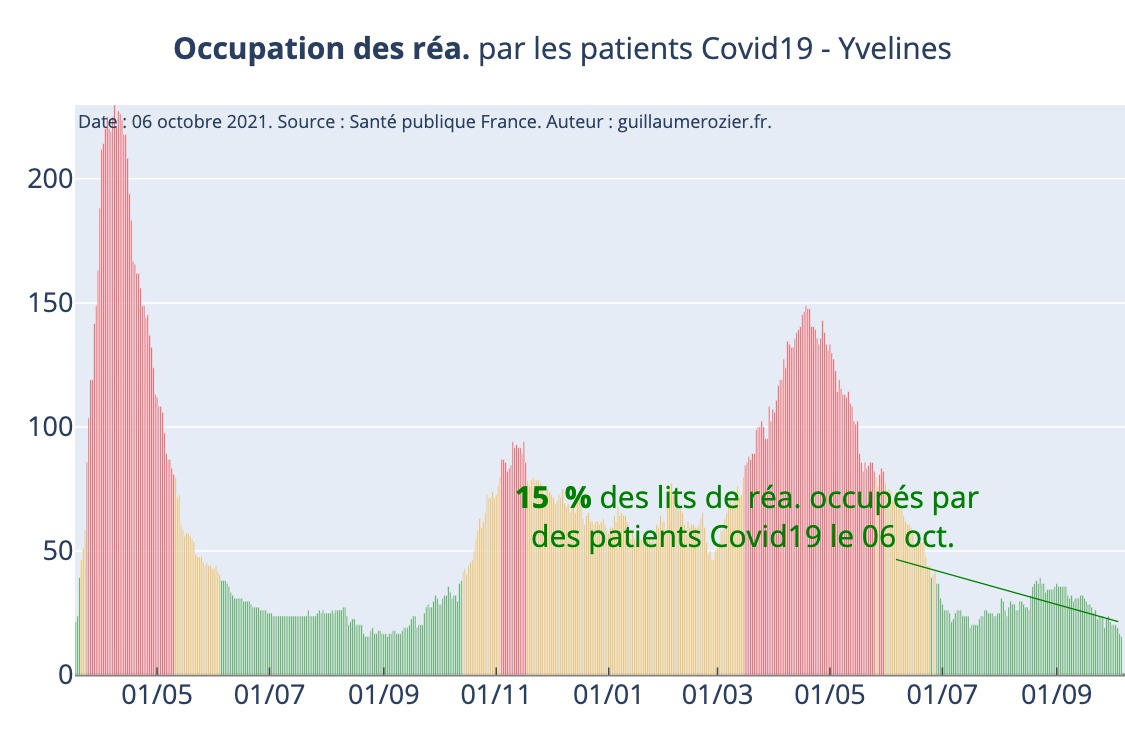 Occupation des réa. par les patients Covid19 - Yvelines
Date : 06 octobre 2021. Source : Santé publique France. Auteur : guillaumerozier.fr.
200
150
100
15 % des lits de réa. occupés par
des patients Covid19 le 06 oct.
50
0
01/05 01/07 01/09 01/11 01/01 01/03 01/05 01/07 01/09